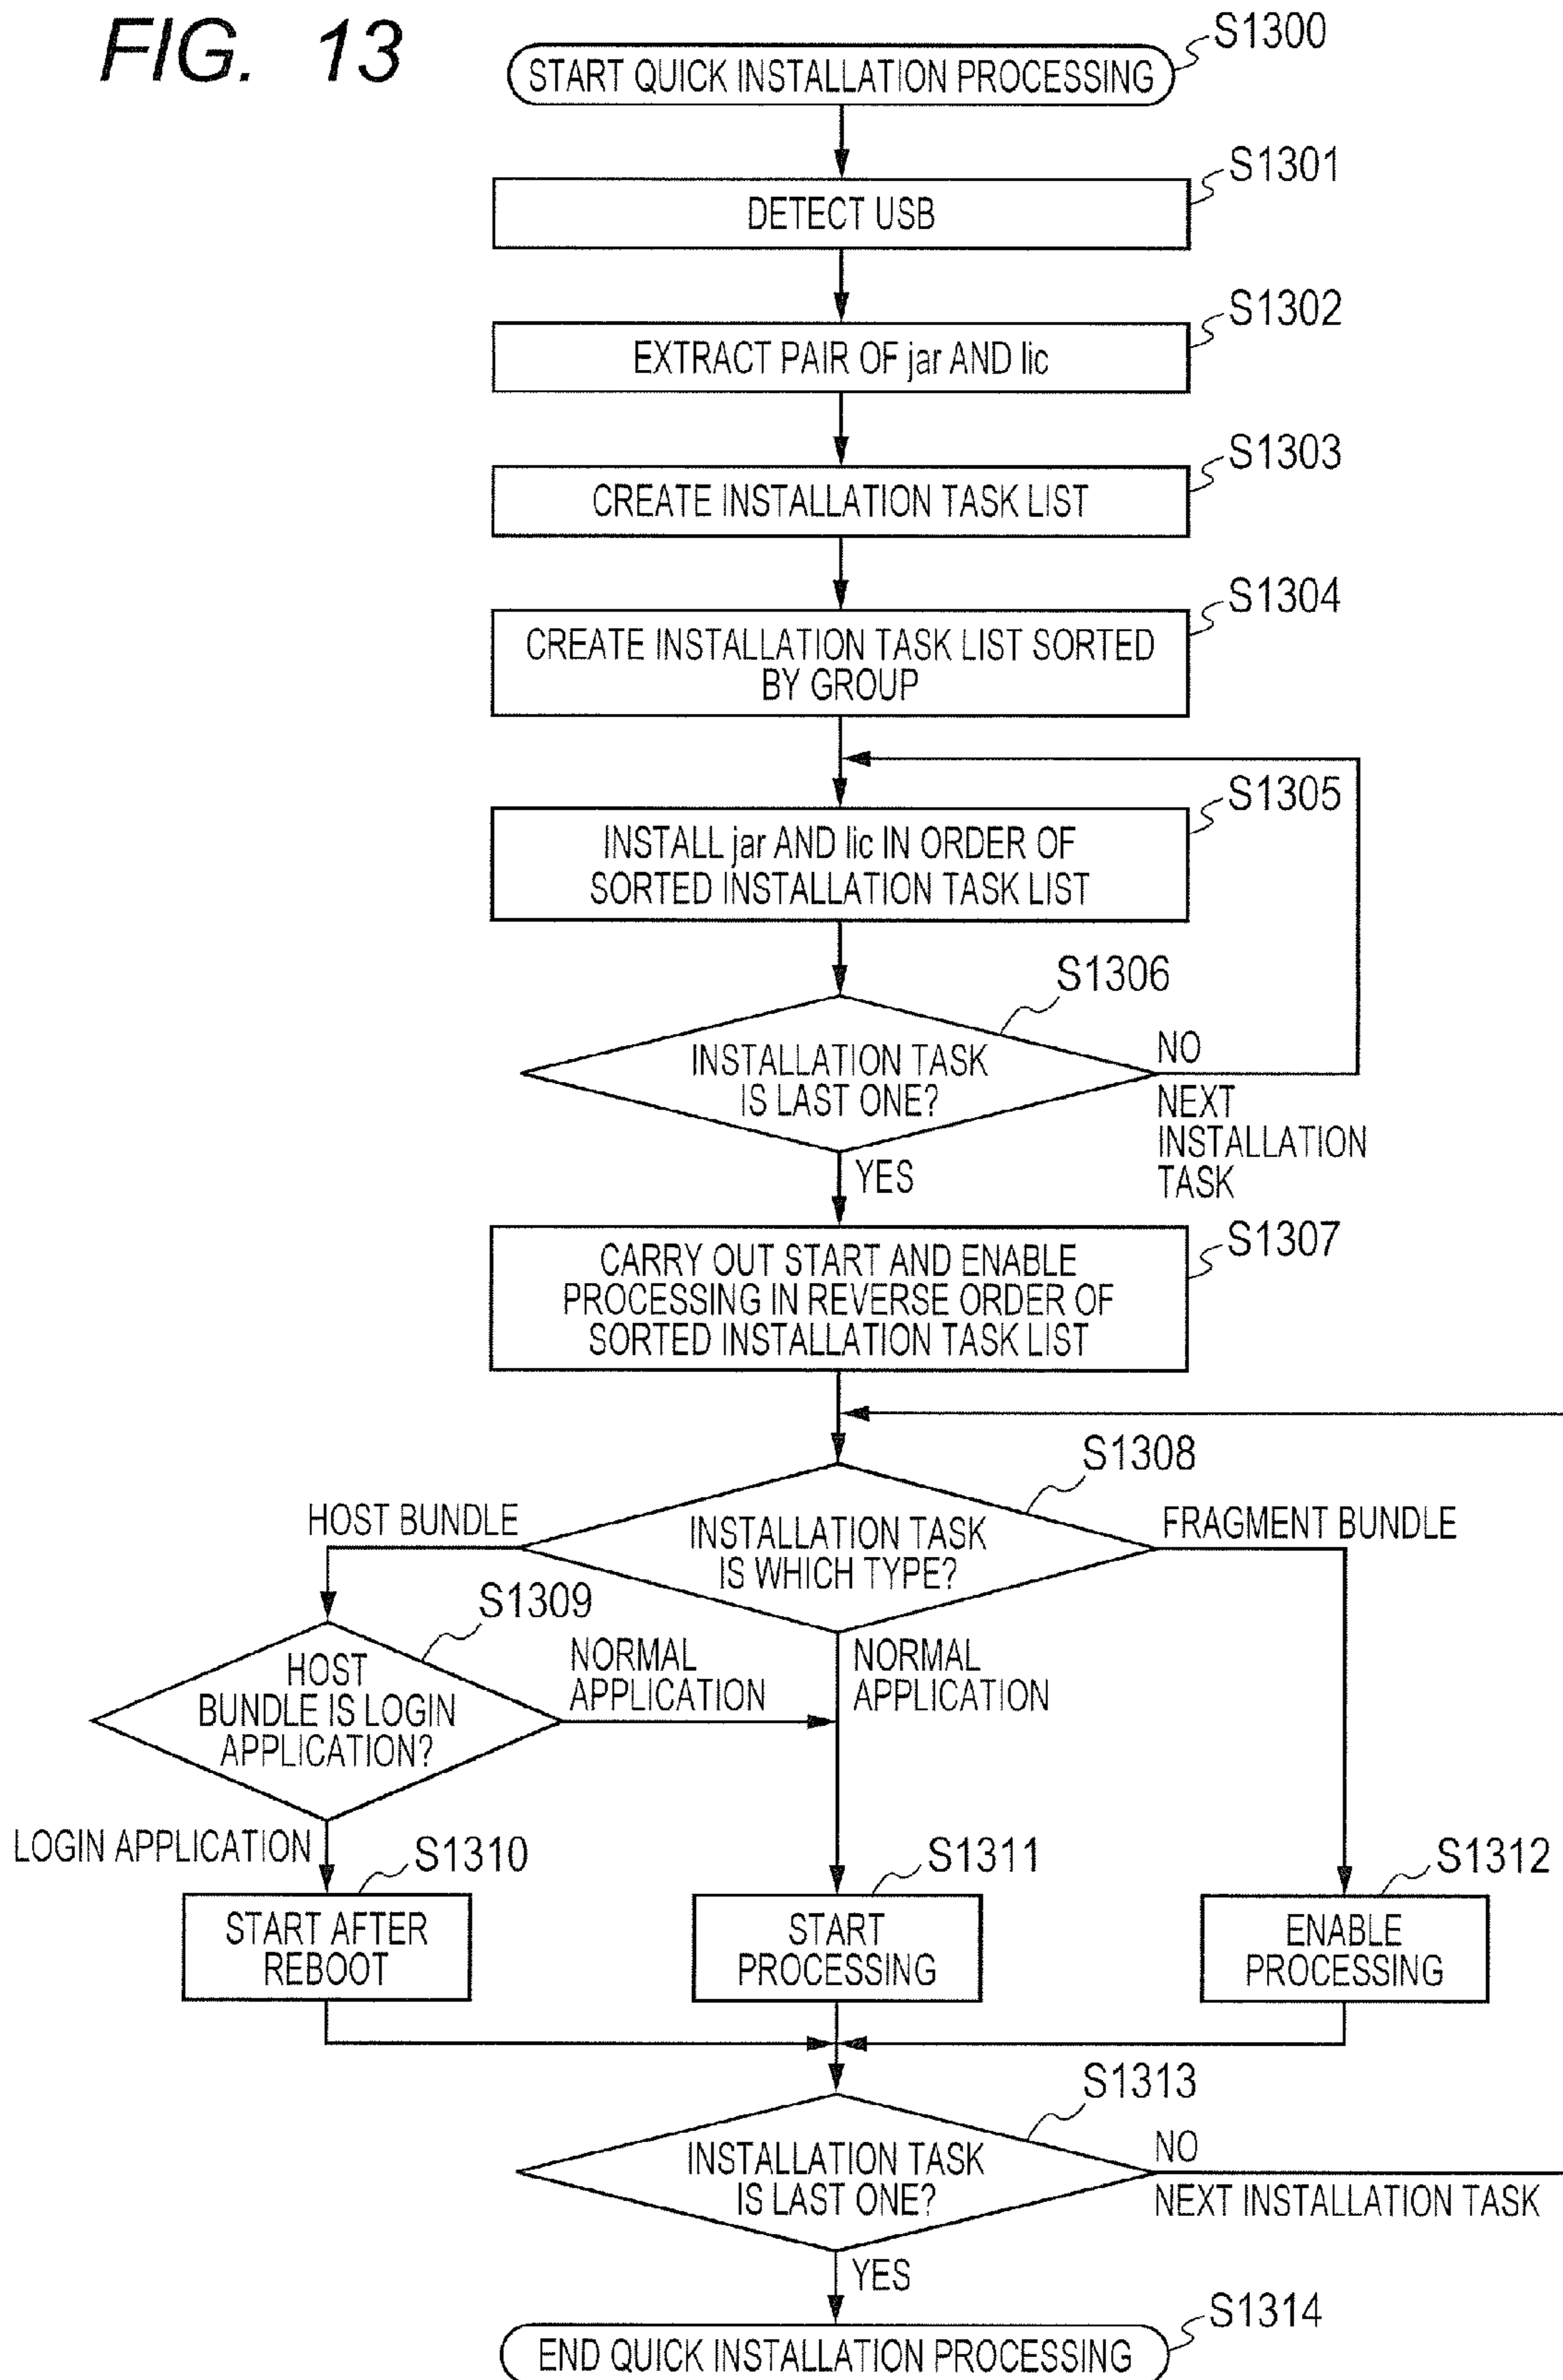 FIG. 13
S1300
START QUICK INSTALLATION PROCESSING
S1301
DETECT USB
S1302
EXTRACT PAIR OF jar AND lic
S1303
CREATE INSTALLATION TASK LIST
S1304
CREATE INSTALLATION TASK LIST SORTED
BY GROUP
S1305
INSTALL jar AND lic IN ORDER OF
SORTED INSTALLATION TASK LIST
S1306
INSTALLATION TASK
IS LAST ONE?
NO
NEXT
INSTALLATION
TASK
YES
S1307
CARRY OUT START AND ENABLE
PROCESSING IN REVERSE ORDER OF
SORTED INSTALLATION TASK LIST
S1308
HOST BUNDLE
INSTALLATION TASK
IS WHICH TYPE?
FRAGMENT BUNDLE
S1309
HOST
BUNDLE IS LOGIN
APPLICATION?
NORMAL
APPLICATION
NORMAL
APPLICATION
LOGIN APPLICATION
S1310
START AFTER
REBOOT
S1311
START
PROCESSING
S1312
ENABLE
PROCESSING
S1313
INSTALLATION TASK
IS LAST ONE?
NO
NEXT INSTALLATION TASK
YES
S1314
END QUICK INSTALLATION PROCESSING